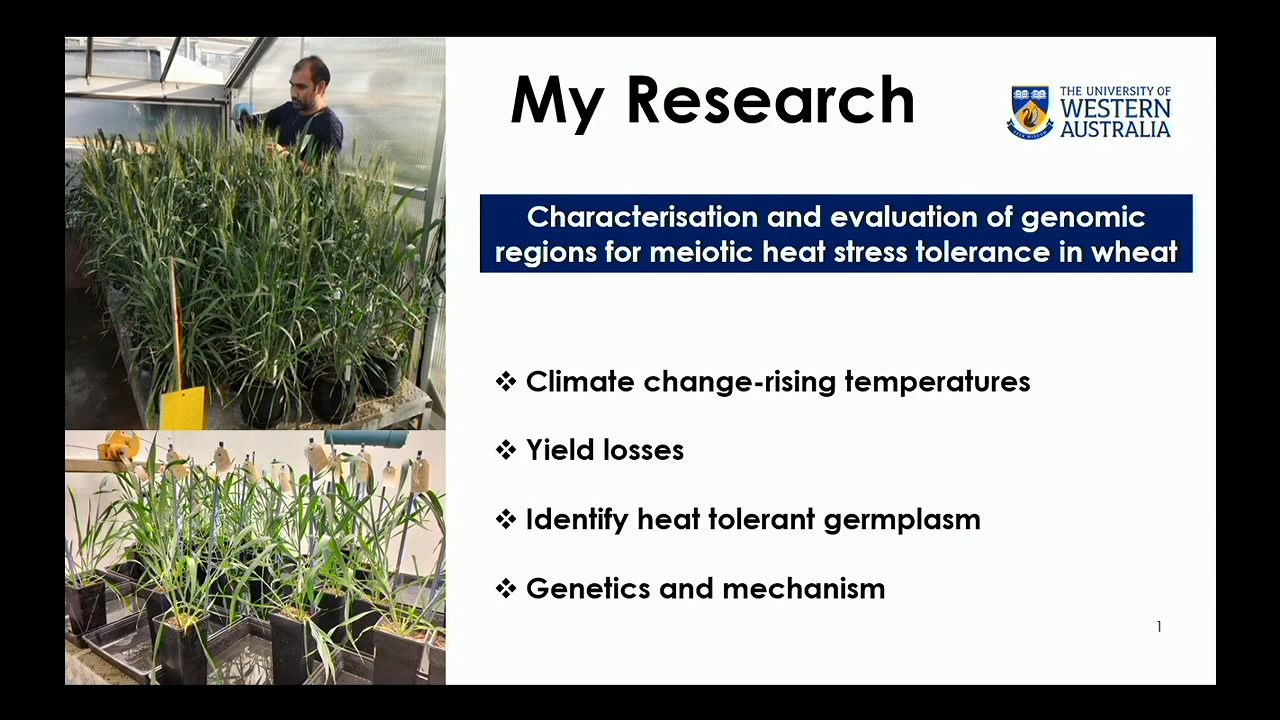 My Research
THE UNIVERSITY OF
WESTERN
AUSTRALIA
Characterisation and evaluation of genomic
regions for meiotic heat stress tolerance in wheat
❖ Climate change-rising temperatures
❖ Yield losses
❖ Identify heat tolerant germplasm
❖ Genetics and mechanism
1